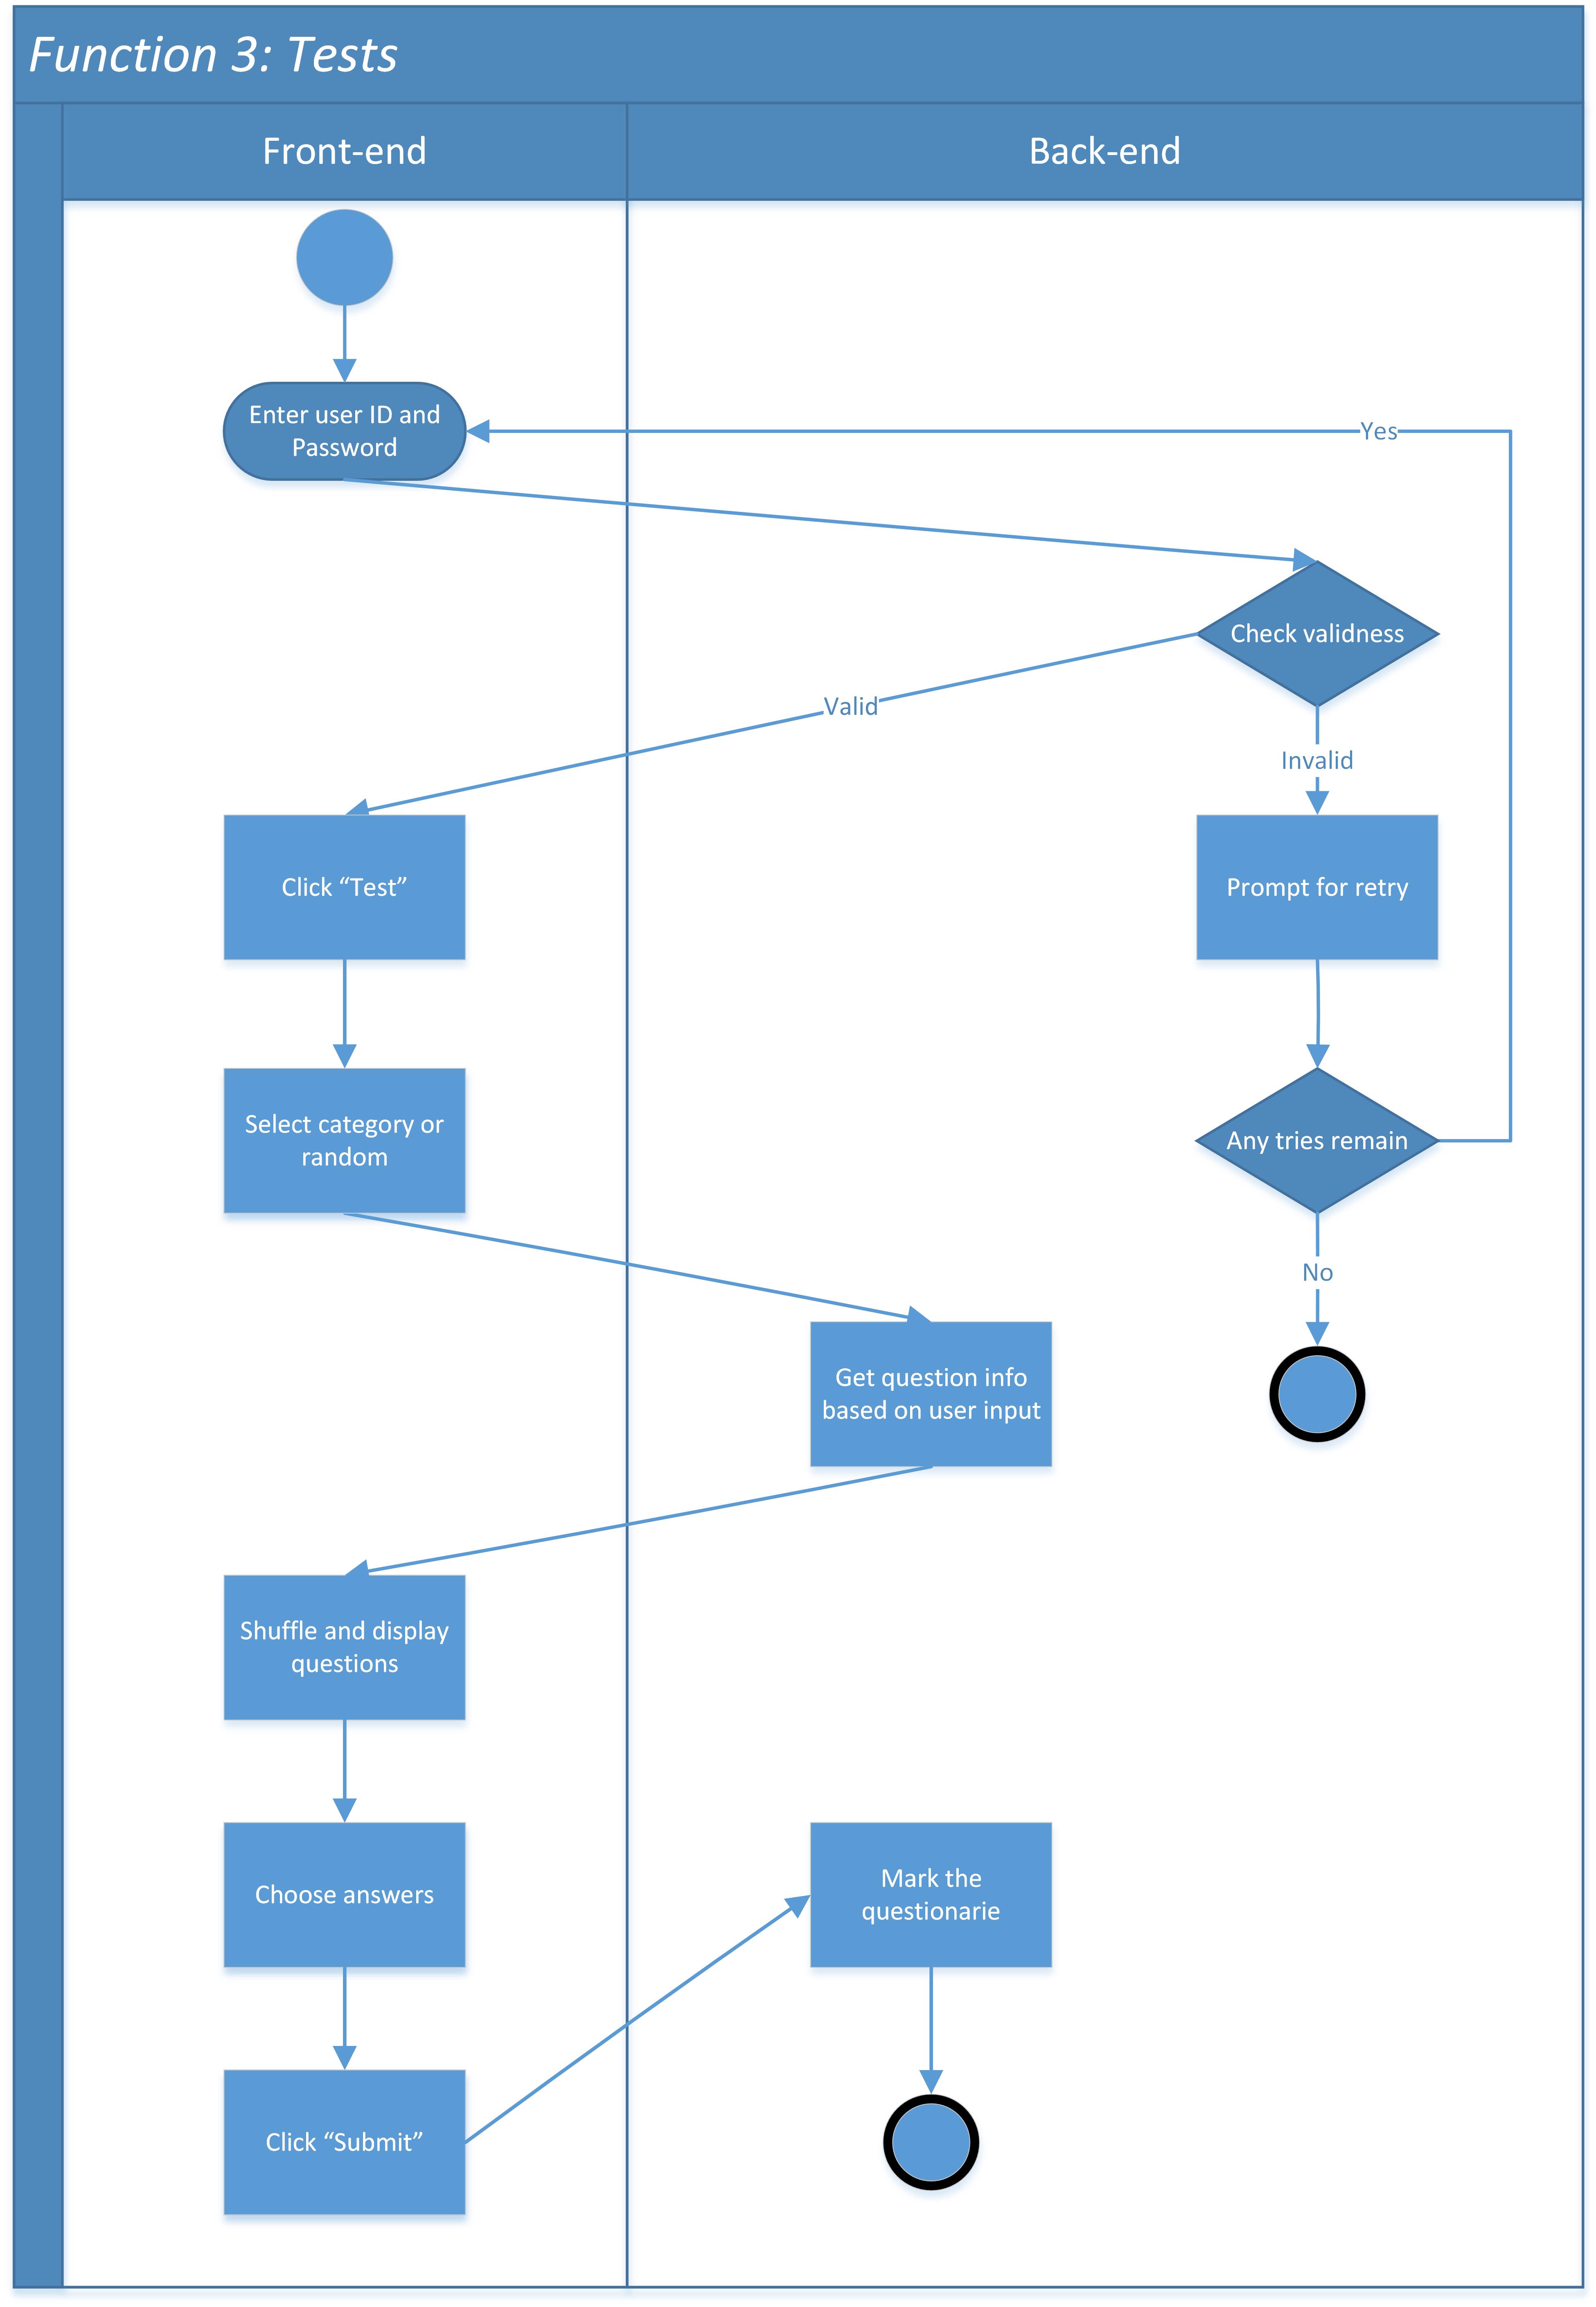 Function 3: Tests
Front-end
Back-end
Enter user ID and
Password
Yes
Check validness
Valid
Invalid
Click “Test”
Prompt for retry
Select category or
random
Any tries remain
No
Get question info
based on user input
Shuffle and display
questions
Choose answers
Mark the
questionarie
Click “Submit”